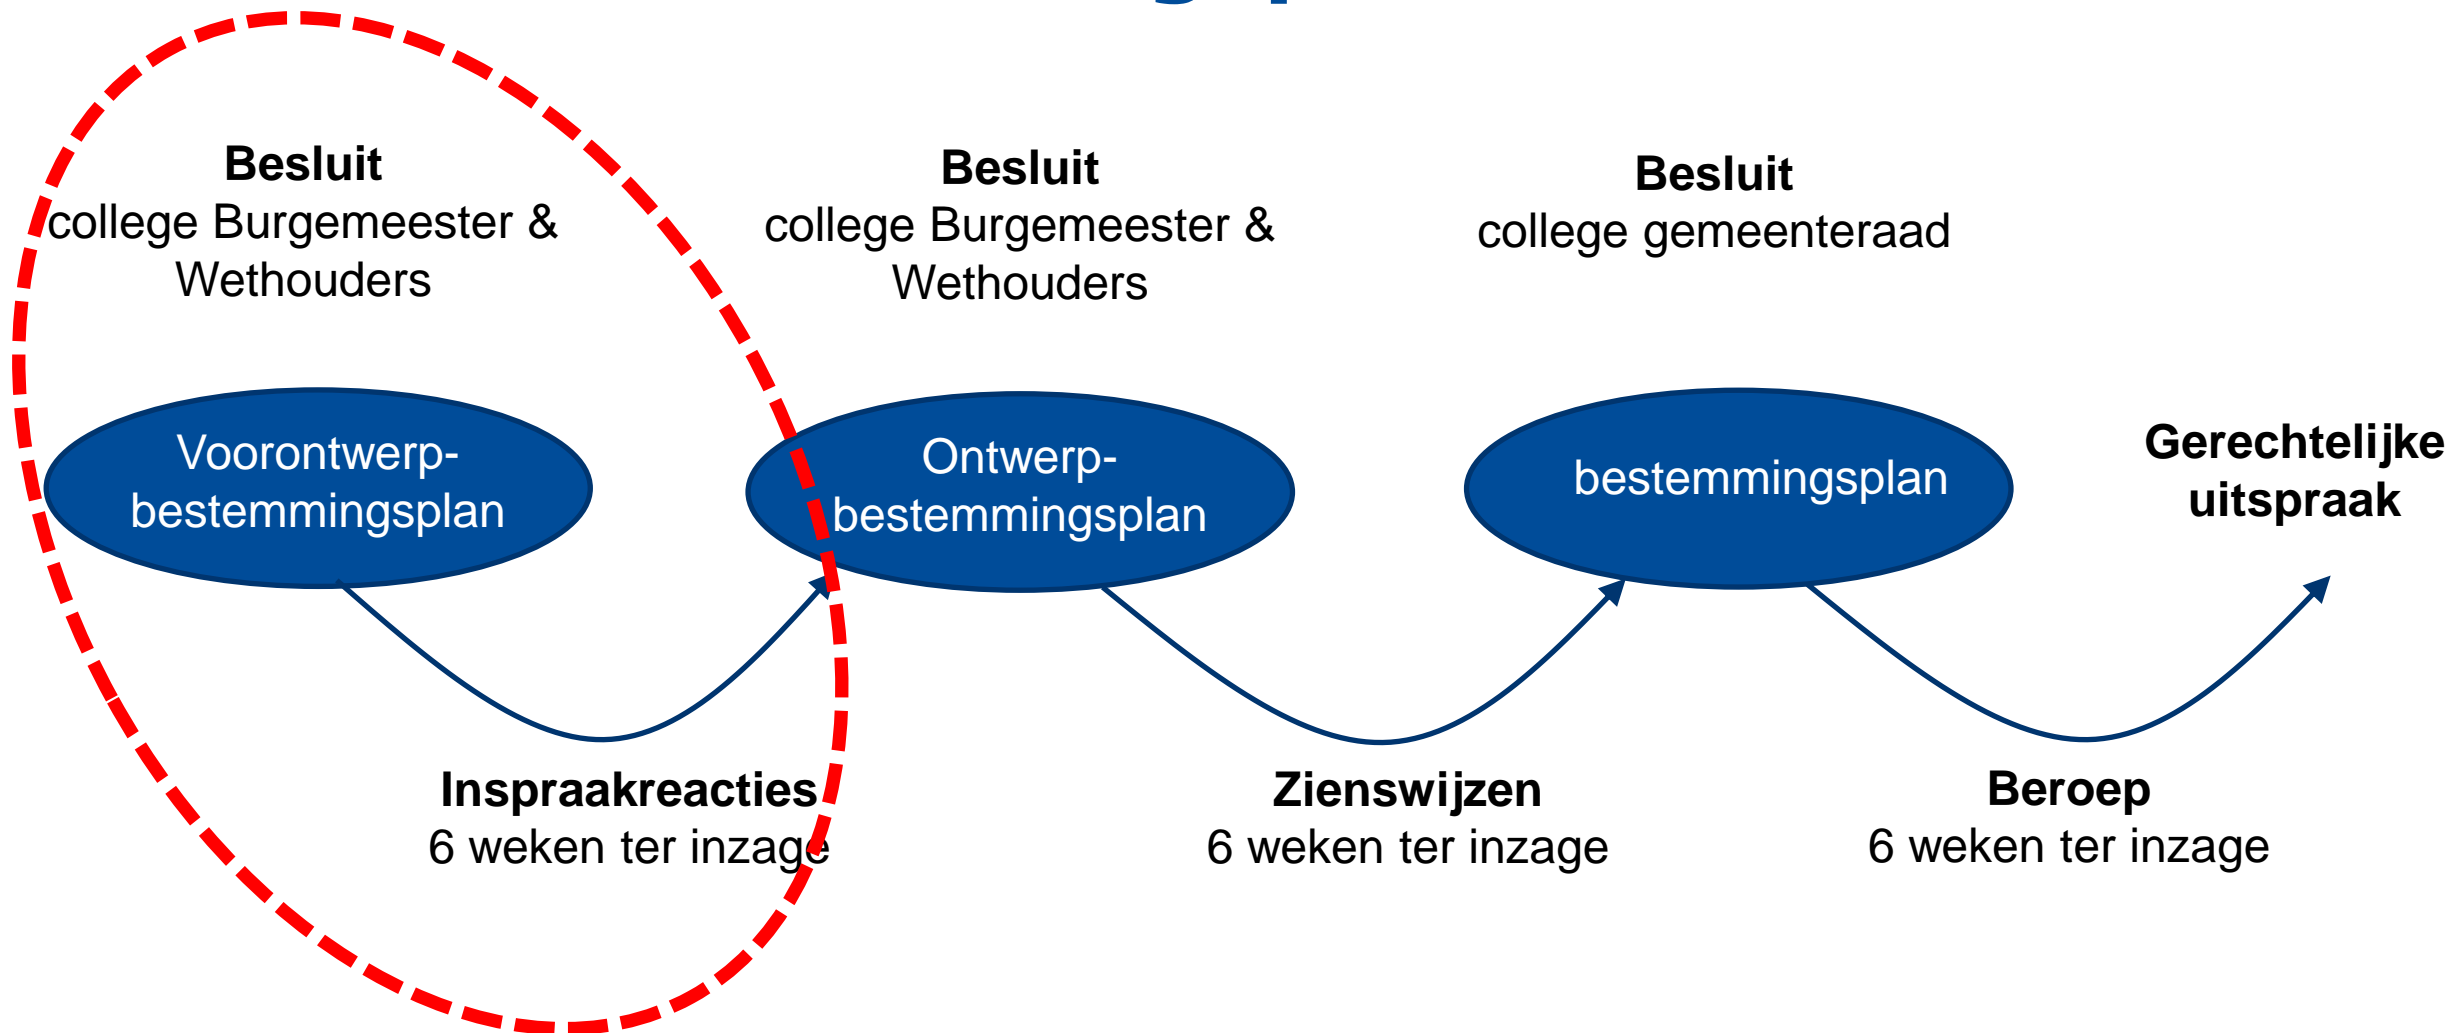 Besluit
college Burgemeester &
Wethouders
Besluit
college Burgemeester &
Wethouders
Besluit
college gemeenteraad
Voorontwerp-
bestemmingsplan
Ontwerp-
bestemmingsplan
bestemmingsplan
Gerechtelijke
uitspraak
Inspraakreacties
6 weken ter inzage
Zienswijzen
6 weken ter inzage
Beroep
6 weken ter inzage